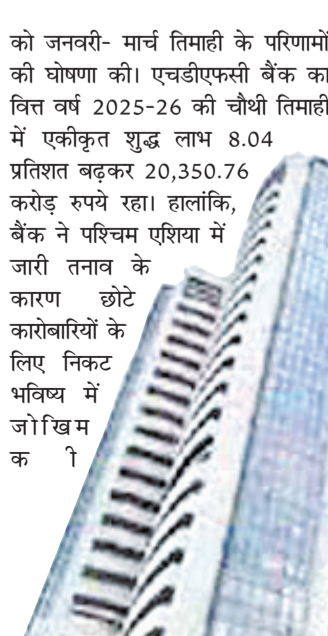 को जनवरी- मार्च तिमाही के परिणामों
की घोषणा की। एचडीएफसी बैंक का
वित्त वर्ष 2025-26 की चौथी तिमाही
में एकीकृत शुद्ध लाभ 8.04
प्रतिशत बढ़कर 20,350.76
करोड़ रुपये रहा। हालांकि,
बैंक ने पश्चिम एशिया में
जारी तनाव के
कारण छोटे
कारोबारियों के
लिए निकट
भविष्य में
जोखिम
की